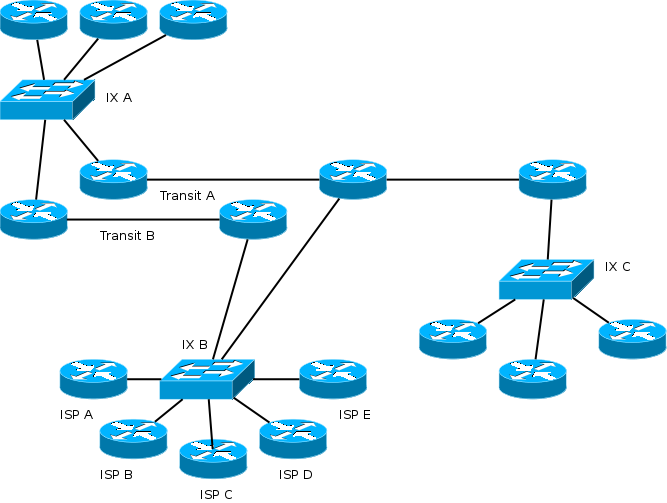 IX A
Transit A
Transit B
IX C
IX B
ISP A
ISP E
ISP B
ISP D
ISP C